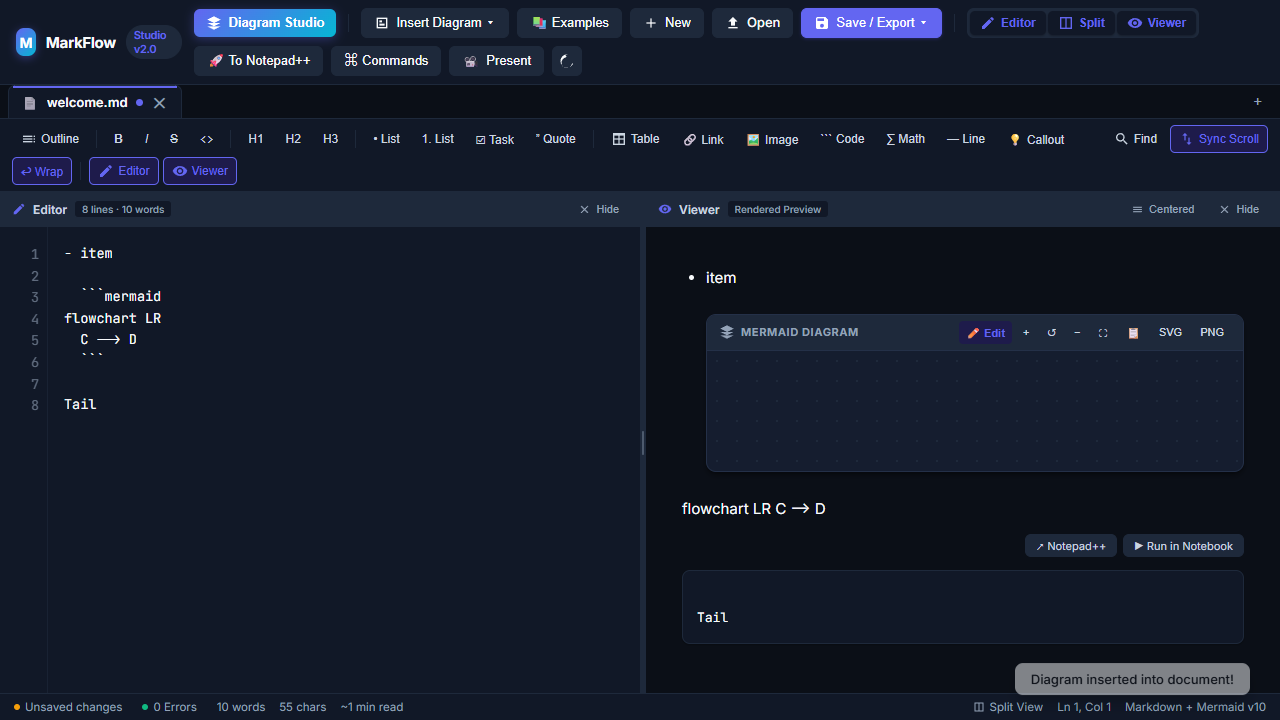 M MarkFlow Studio v2.0
Diagram Studio Insert Diagram Examples New Open Save / Export Editor Split Viewer
To Notepad++ ⌘ Commands Present
welcome.md
+
Outline B I S <> H1 H2 H3 • List 1. List ☑ Task " Quote Table Link Image ``` Code ∑ Math — Line Callout Find Sync Scroll
↩ Wrap Editor Viewer
Editor 8 lines · 10 words Hide
Viewer Rendered Preview Centered Hide
1 - item
2
3   ```mermaid
4 flowchart LR
5   C --> D
6   ```
7
8 Tail
• item
MERMAID DIAGRAM Edit + ↺ − ⛶ SVG PNG
flowchart LR C --> D
↗ Notepad++ ▶ Run in Notebook
Tail
Diagram inserted into document!
Unsaved changes 0 Errors 10 words 55 chars ~1 min read Split View Ln 1, Col 1 Markdown + Mermaid v10